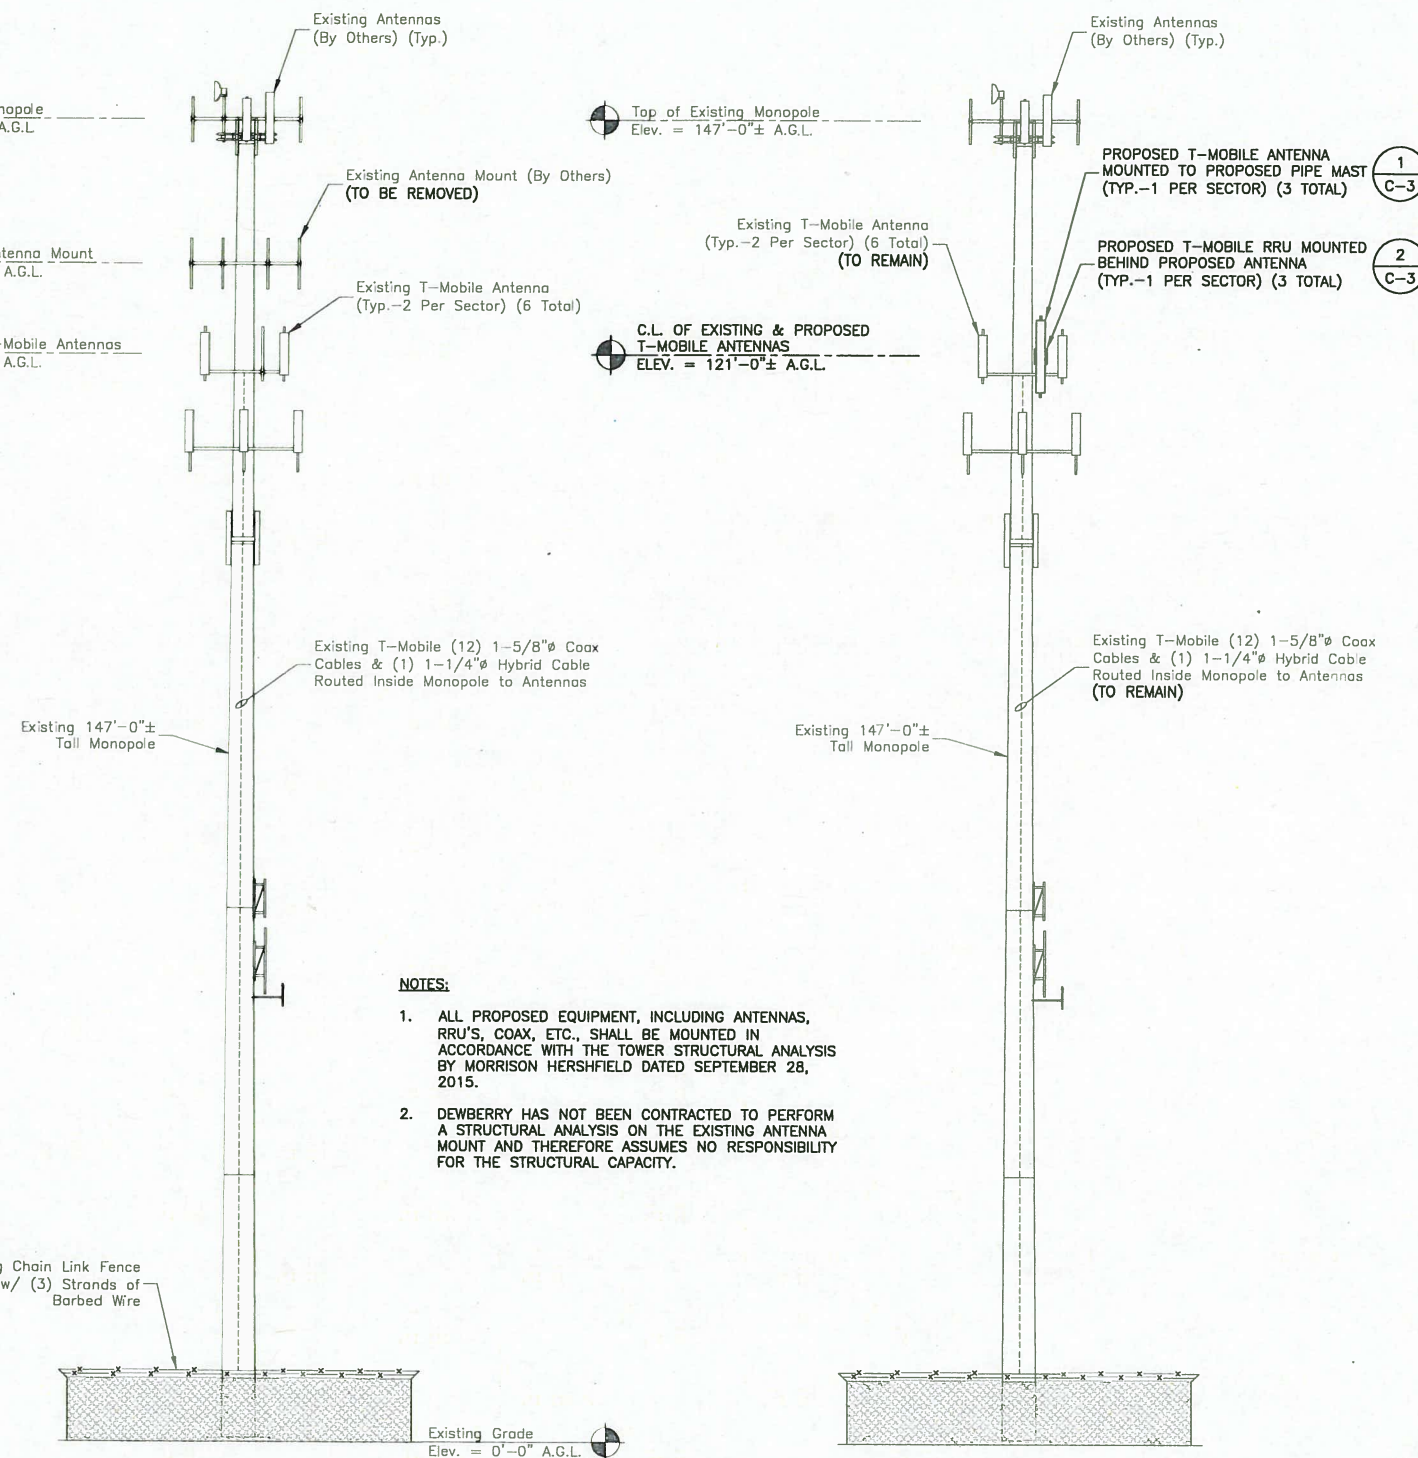 Existing Antennas
(By Others) (Typ.)
A.G.L
Existing Antenna Mount (By Others)
(TO BE REMOVED)
Mount
A.G.L.
Existing T-Mobile Antenna
(Typ.-2 Per Sector) (6 Total)
-Mobile Antennas
A.G.L.
Existing T-Mobile (12) 1-5/8"ø Coax
Cables & (1) 1-1/4"ø Hybrid Cable
Routed Inside Monopole to Antennas
Existing 147'-0"±
Tall Monopole
Chain Link Fence
w/ (3) Strands of
Barbed Wire
Existing Grade
Elev. = 0'-0" A.G.L.
NOTES:
1. ALL PROPOSED EQUIPMENT, INCLUDING ANTENNAS,
RRU'S, COAX, ETC., SHALL BE MOUNTED IN
ACCORDANCE WITH THE TOWER STRUCTURAL ANALYSIS
BY MORRISON HERSHFIELD DATED SEPTEMBER 28,
2015.
2. DEWBERRY HAS NOT BEEN CONTRACTED TO PERFORM
A STRUCTURAL ANALYSIS ON THE EXISTING ANTENNA
MOUNT AND THEREFORE ASSUMES NO RESPONSIBILITY
FOR THE STRUCTURAL CAPACITY.
Existing Antennas
(By Others) (Typ.)
Top of Existing Monopole
Elev. = 147'-0"± A.G.L.
PROPOSED T-MOBILE ANTENNA
MOUNTED TO PROPOSED PIPE MAST
(TYP.-1 PER SECTOR) (3 TOTAL)
1
C-3
Existing T-Mobile Antenna
(Typ.-2 Per Sector) (6 Total)
(TO REMAIN)
PROPOSED T-MOBILE RRU MOUNTED
BEHIND PROPOSED ANTENNA
(TYP.-1 PER SECTOR) (3 TOTAL)
2
C-3
C.L. OF EXISTING & PROPOSED
T-MOBILE ANTENNAS
ELEV. = 121'-0"± A.G.L.
Existing T-Mobile (12) 1-5/8"ø Coax
Cables & (1) 1-1/4"ø Hybrid Cable
Routed Inside Monopole to Antennas
(TO REMAIN)
Existing 147'-0"±
Tall Monopole